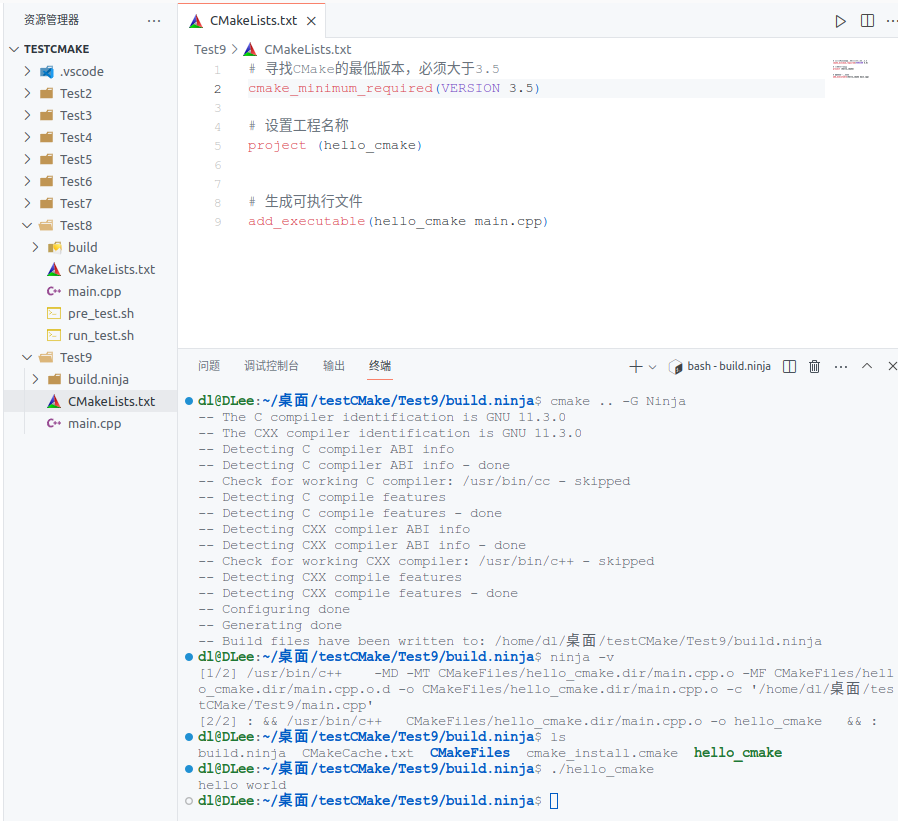 资源管理器
TESTCMAKE
.vscode
Test2
Test3
Test4
Test5
Test6
Test7
Test8
build
CMakeLists.txt
main.cpp
pre_test.sh
run_test.sh
Test9
build.ninja
CMakeLists.txt
main.cpp
CMakeLists.txt
Test9 > CMakeLists.txt
1 # 寻找CMake的最低版本，必须大于3.5
2 cmake_minimum_required(VERSION 3.5)
3
4 # 设置工程名称
5 project (hello_cmake)
6
7
8 # 生成可执行文件
9 add_executable(hello_cmake main.cpp)
问题 调试控制台 输出 终端 bash - build.ninja
dl@DLee:~/桌面/testCMake/Test9/build.ninja$ cmake .. -G Ninja
-- The C compiler identification is GNU 11.3.0
-- The CXX compiler identification is GNU 11.3.0
-- Detecting C compiler ABI info
-- Detecting C compiler ABI info - done
-- Check for working C compiler: /usr/bin/cc - skipped
-- Detecting C compile features
-- Detecting C compile features - done
-- Detecting CXX compiler ABI info
-- Detecting CXX compiler ABI info - done
-- Check for working CXX compiler: /usr/bin/c++ - skipped
-- Detecting CXX compile features
-- Detecting CXX compile features - done
-- Configuring done
-- Generating done
-- Build files have been written to: /home/dl/桌面/testCMake/Test9/build.ninja
dl@DLee:~/桌面/testCMake/Test9/build.ninja$ ninja -v
[1/2] /usr/bin/c++    -MD -MT CMakeFiles/hello_cmake.dir/main.cpp.o -MF CMakeFiles/hell
o_cmake.dir/main.cpp.o.d -o CMakeFiles/hello_cmake.dir/main.cpp.o -c '/home/dl/桌面/tes
tCMake/Test9/main.cpp'
[2/2] : && /usr/bin/c++   CMakeFiles/hello_cmake.dir/main.cpp.o -o hello_cmake   && :
dl@DLee:~/桌面/testCMake/Test9/build.ninja$ ls
build.ninja  CMakeCache.txt  CMakeFiles  cmake_install.cmake  hello_cmake
dl@DLee:~/桌面/testCMake/Test9/build.ninja$ ./hello_cmake
hello world
dl@DLee:~/桌面/testCMake/Test9/build.ninja$